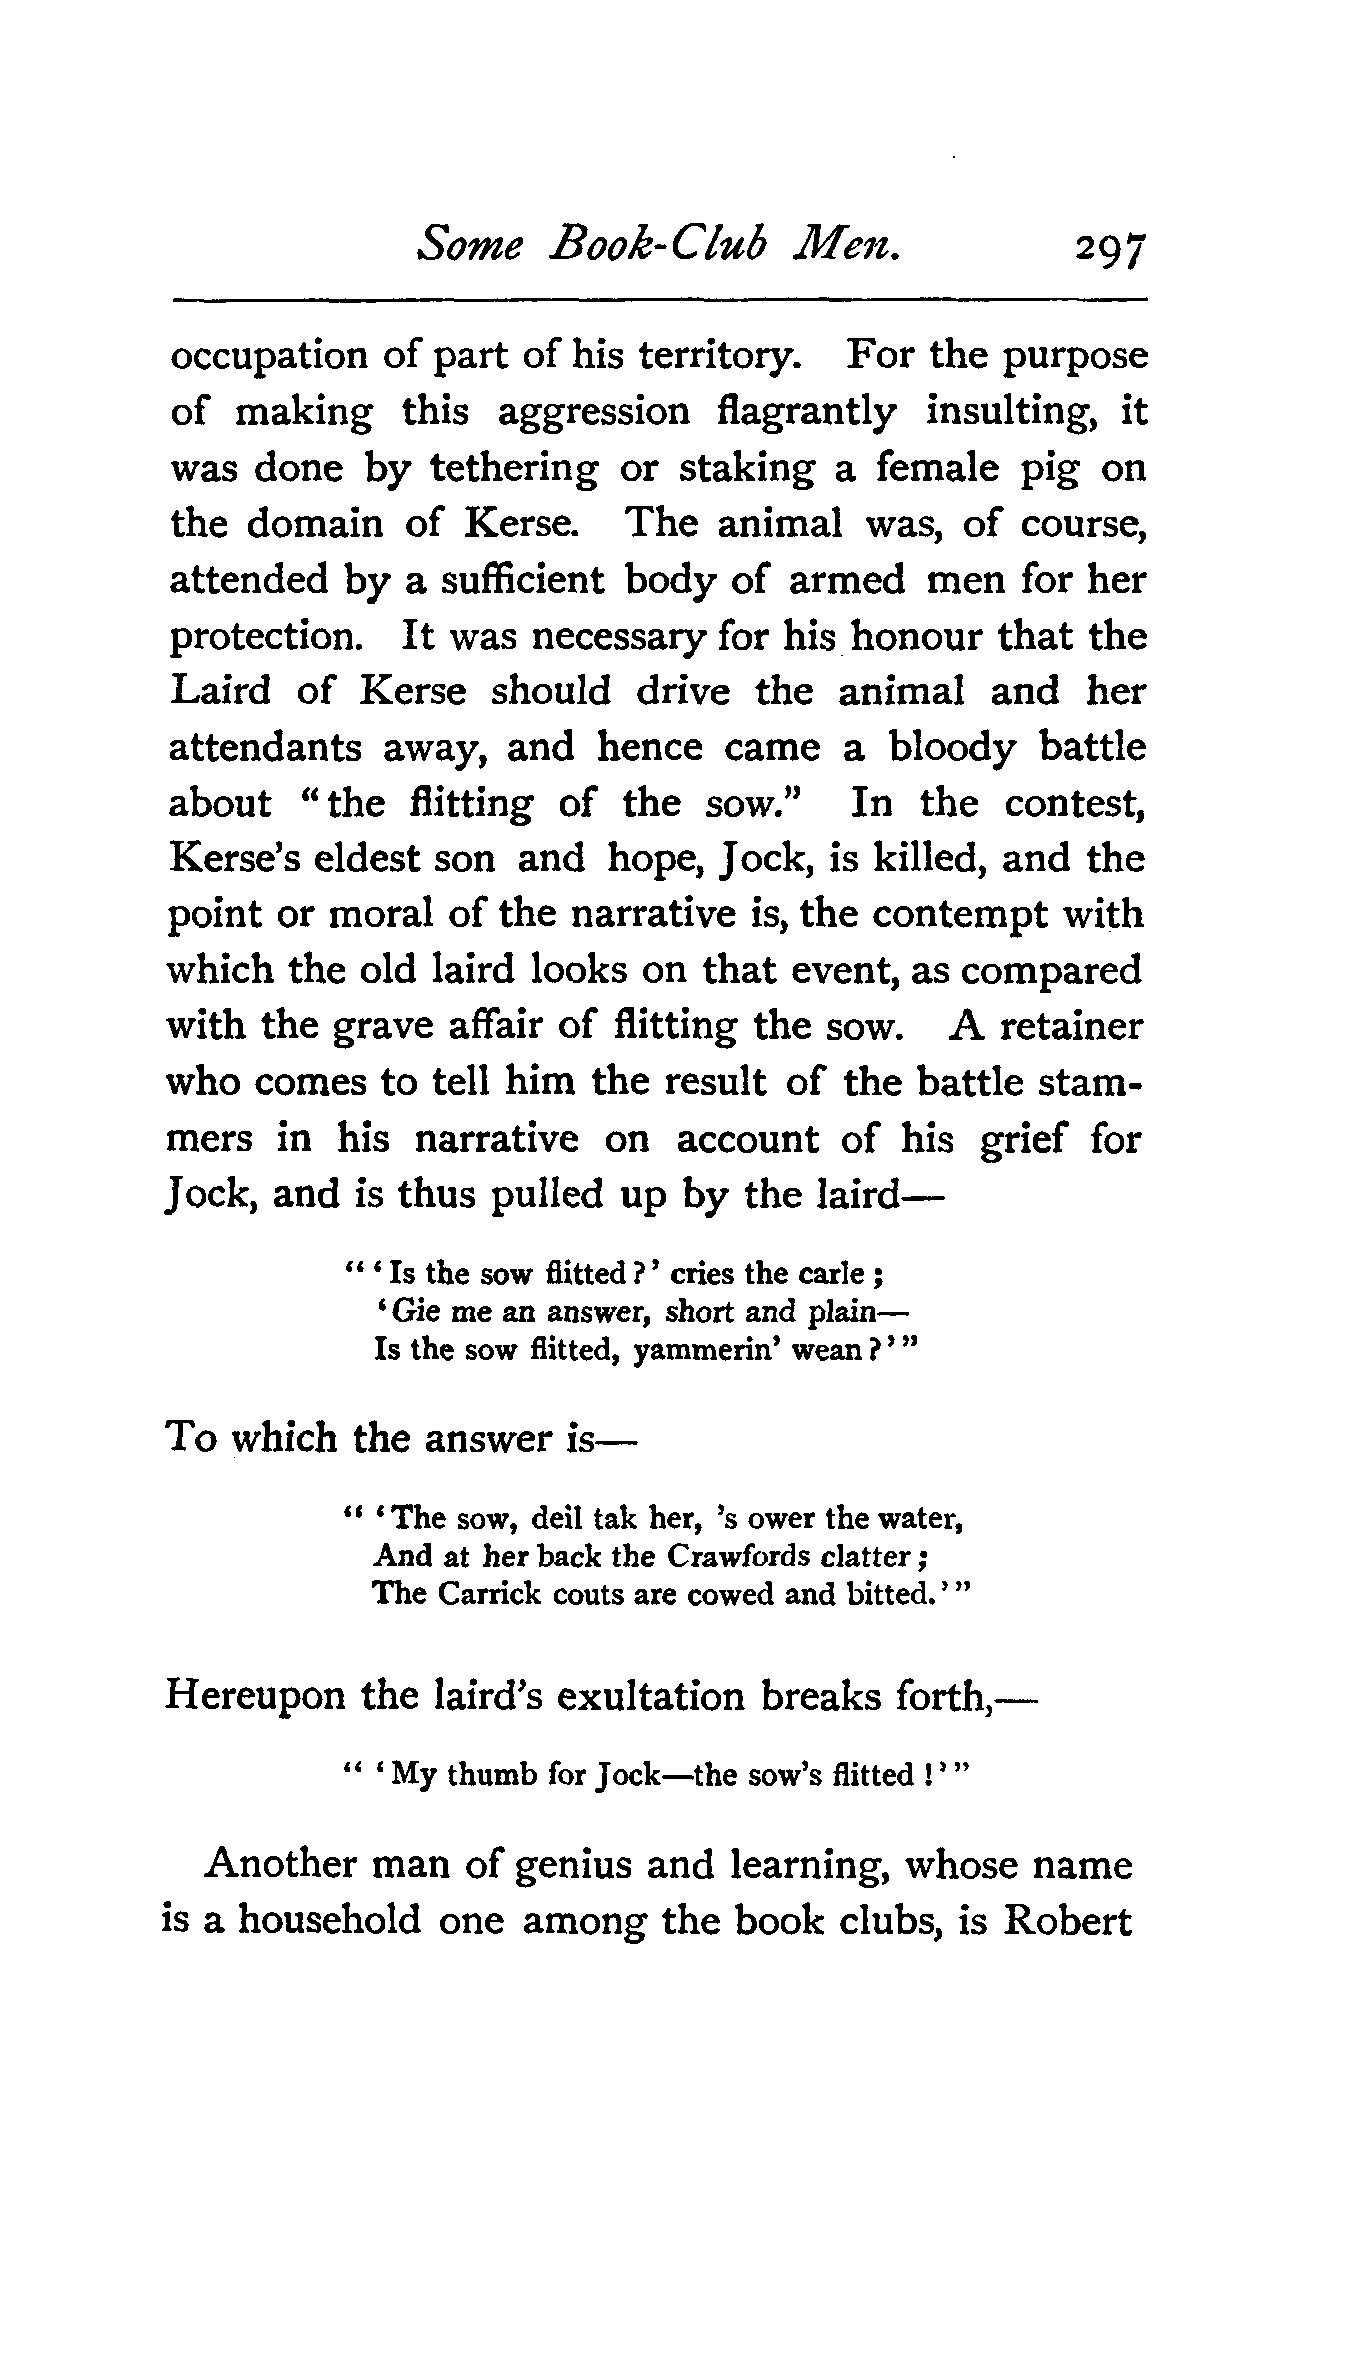 Some Book-Club Men. 297
occupation of part of his territory. For the purpose
of making this aggression flagrantly insulting, it
was done by tethering or staking a female pig on
the domain of Kerse. The animal was, of course,
attended by a sufficient body of armed men for her
protection. It was necessary for his honour that the
Laird of Kerse should drive the animal and her
attendants away, and hence came a bloody battle
about "the flitting of the sow." In the contest,
Kerse's eldest son and hope, Jock, is killed, and the
point or moral of the narrative is, the contempt with
which the old laird looks on that event, as compared
with the grave affair of flitting the sow. A retainer
who comes to tell him the result of the battle stam-
mers in his narrative on account of his grief for
Jock, and is thus pulled up by the laird—
"'Is the sow flitted?' cries the carle;
'Gie me an answer, short and plain—
Is the sow flitted, yammerin' wean?'"
To which the answer is—
"'The sow, deil tak her, 's ower the water,
And at her back the Crawfords clatter;
The Carrick couts are cowed and bitted.'"
Hereupon the laird's exultation breaks forth,—
"'My thumb for Jock—the sow's flitted!'"
Another man of genius and learning, whose name
is a household one among the book clubs, is Robert